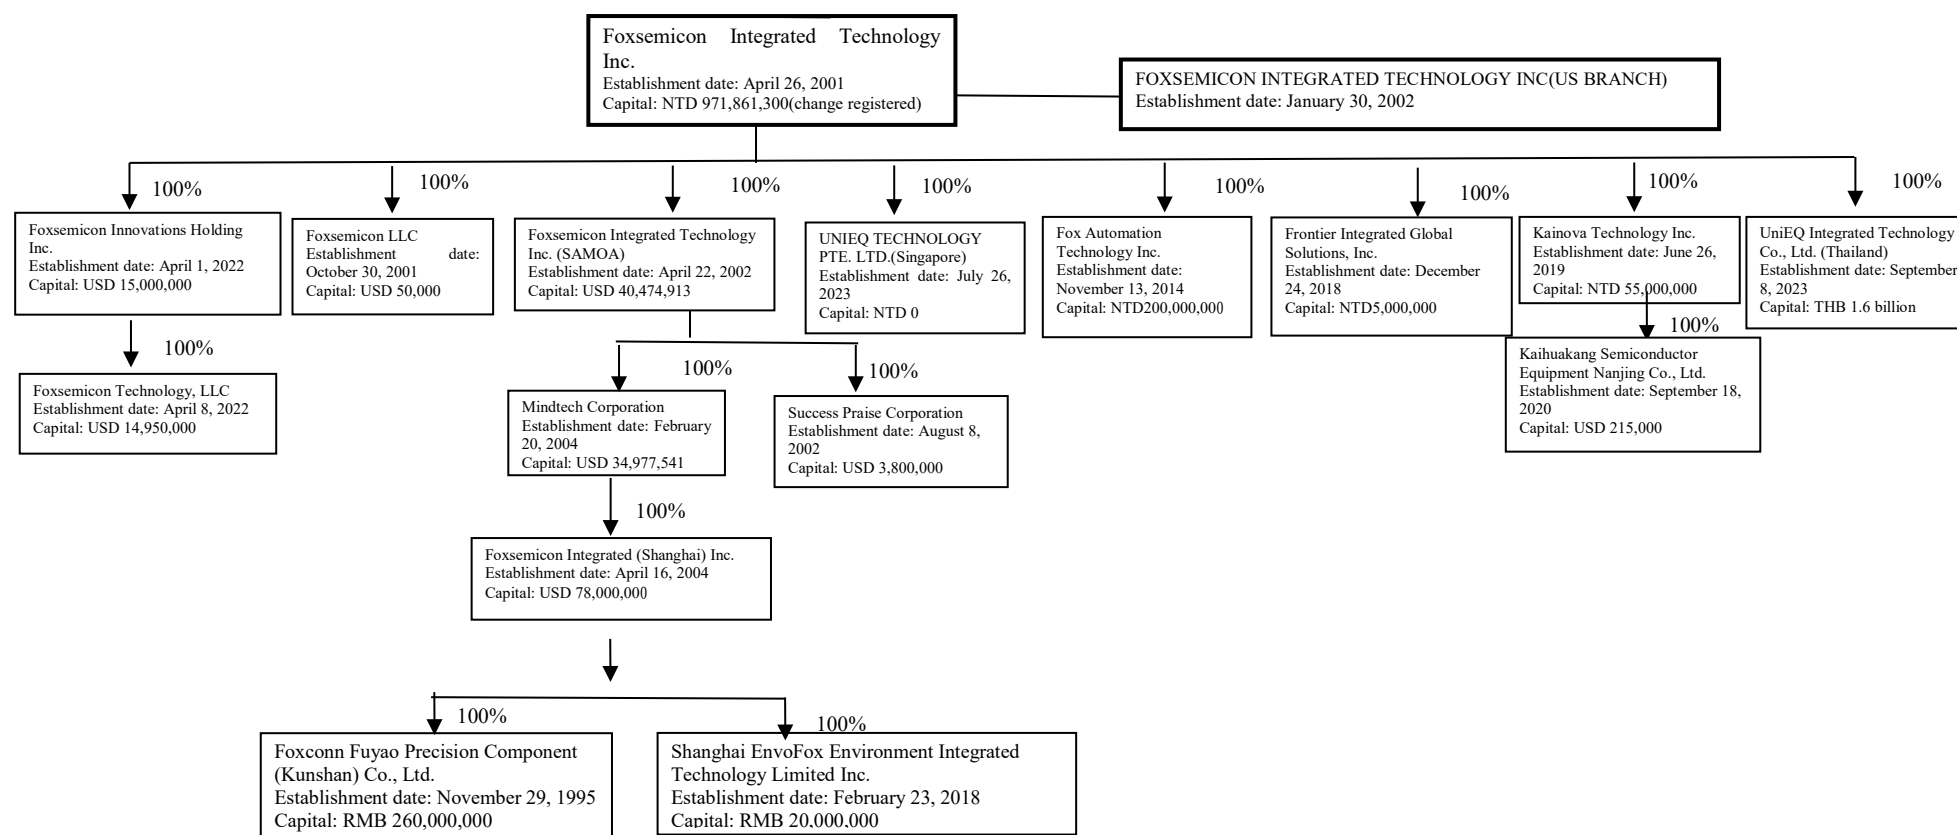 Foxsemicon Integrated Technology
Inc.
Establishment date: April 26, 2001
Capital: NTD 971,861,300(change registered)
FOXSEMICON INTEGRATED TECHNOLOGY INC(US BRANCH)
Establishment date: January 30, 2002
100%
100%
100%
100%
100%
100%
100%
100%
Foxsemicon Innovations Holding
Inc.
Establishment date: April 1, 2022
Capital: USD 15,000,000
Foxsemicon LLC
Establishment date:
October 30, 2001
Capital: USD 50,000
Foxsemicon Integrated Technology
Inc. (SAMOA)
Establishment date: April 22, 2002
Capital: USD 40,474,913
UNIEQ TECHNOLOGY
PTE. LTD.(Singapore)
Establishment date: July 26,
2023
Capital: NTD 0
Fox Automation
Technology Inc.
Establishment date:
November 13, 2014
Capital: NTD200,000,000
Frontier Integrated Global
Solutions, Inc.
Establishment date: December
24, 2018
Capital: NTD5,000,000
Kainova Technology Inc.
Establishment date: June 26,
2019
Capital: NTD 55,000,000
UniEQ Integrated Technology
Co., Ltd. (Thailand)
Establishment date: September
8, 2023
Capital: THB 1.6 billion
100%
100%
100%
100%
Foxsemicon Technology, LLC
Establishment date: April 8, 2022
Capital: USD 14,950,000
Mindtech Corporation
Establishment date: February
20, 2004
Capital: USD 34,977,541
Success Praise Corporation
Establishment date: August 8,
2002
Capital: USD 3,800,000
Kaihuakang Semiconductor
Equipment Nanjing Co., Ltd.
Establishment date: September 18,
2020
Capital: USD 215,000
100%
Foxsemicon Integrated (Shanghai) Inc.
Establishment date: April 16, 2004
Capital: USD 78,000,000
100%
100%
Foxconn Fuyao Precision Component
(Kunshan) Co., Ltd.
Establishment date: November 29, 1995
Capital: RMB 260,000,000
Shanghai EnvoFox Environment Integrated
Technology Limited Inc.
Establishment date: February 23, 2018
Capital: RMB 20,000,000